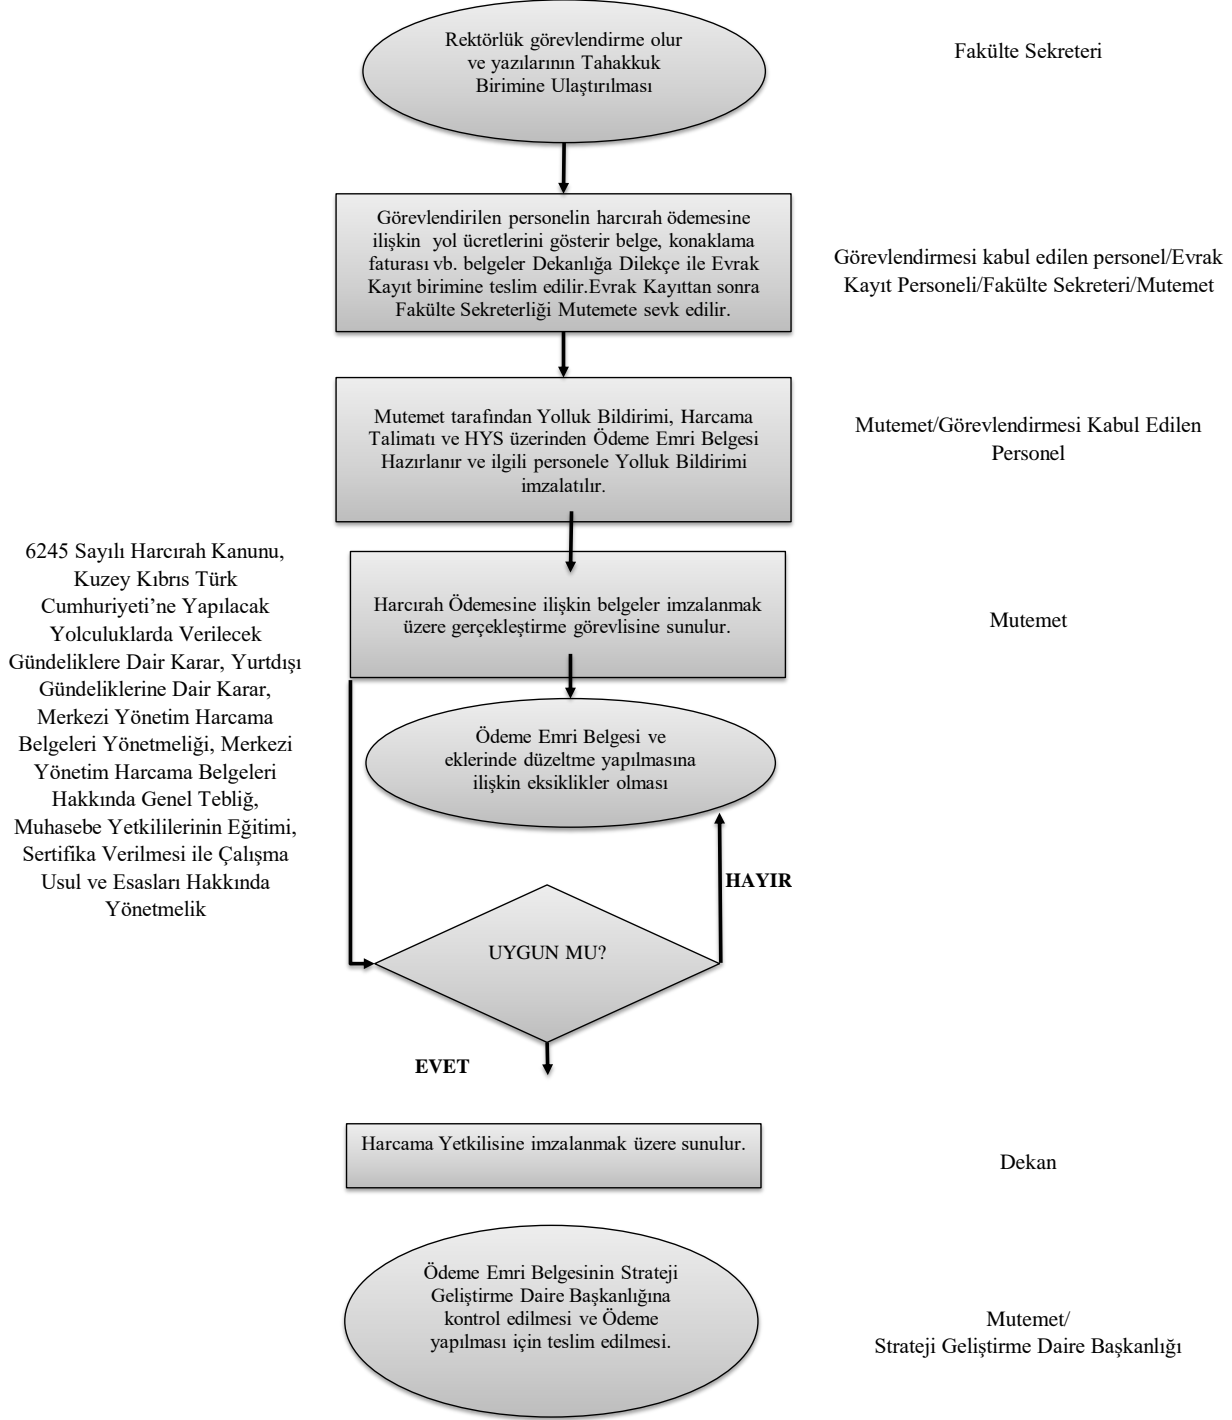 Rektörlük görevlendirme olur
ve yazılarının Tahakkuk
Birimine Ulaştırılması
Fakülte Sekreteri
Görevlendirilen personelin harcırah ödemesine
ilişkin yol ücretlerini gösterir belge, konaklama
faturası vb. belgeler Dekanlığa Dilekçe ile Evrak
Kayıt birimine teslim edilir.Evrak Kayıttan sonra
Fakülte Sekreterliği Mutemete sevk edilir.
Görevlendirmesi kabul edilen personel/Evrak
Kayıt Personeli/Fakülte Sekreteri/Mutemet
Mutemet tarafından Yolluk Bildirimi, Harcama
Talimatı ve HYS üzerinden Ödeme Emri Belgesi
Hazırlanır ve ilgili personele Yolluk Bildirimi
imzalatılır.
Mutemet/Görevlendirmesi Kabul Edilen
Personel
6245 Sayılı Harcırah Kanunu,
Kuzey Kıbrıs Türk
Cumhuriyeti’ne Yapılacak
Yolculuklarda Verilecek
Gündeliklere Dair Karar, Yurtdışı
Gündeliklerine Dair Karar,
Merkezi Yönetim Harcama
Belgeleri Yönetmeliği, Merkezi
Yönetim Harcama Belgeleri
Hakkında Genel Tebliğ,
Muhasebe Yetkililerinin Eğitimi,
Sertifika Verilmesi ile Çalışma
Usul ve Esasları Hakkında
Yönetmelik
Harcırah Ödemesine ilişkin belgeler imzalanmak
üzere gerçekleştirme görevlisine sunulur.
Mutemet
Ödeme Emri Belgesi ve
eklerinde düzeltme yapılmasına
ilişkin eksiklikler olması
HAYIR
UYGUN MU?
EVET
Harcama Yetkilisine imzalanmak üzere sunulur.
Dekan
Ödeme Emri Belgesinin Strateji
Geliştirme Daire Başkanlığına
kontrol edilmesi ve Ödeme
yapılması için teslim edilmesi.
Mutemet/
Strateji Geliştirme Daire Başkanlığı